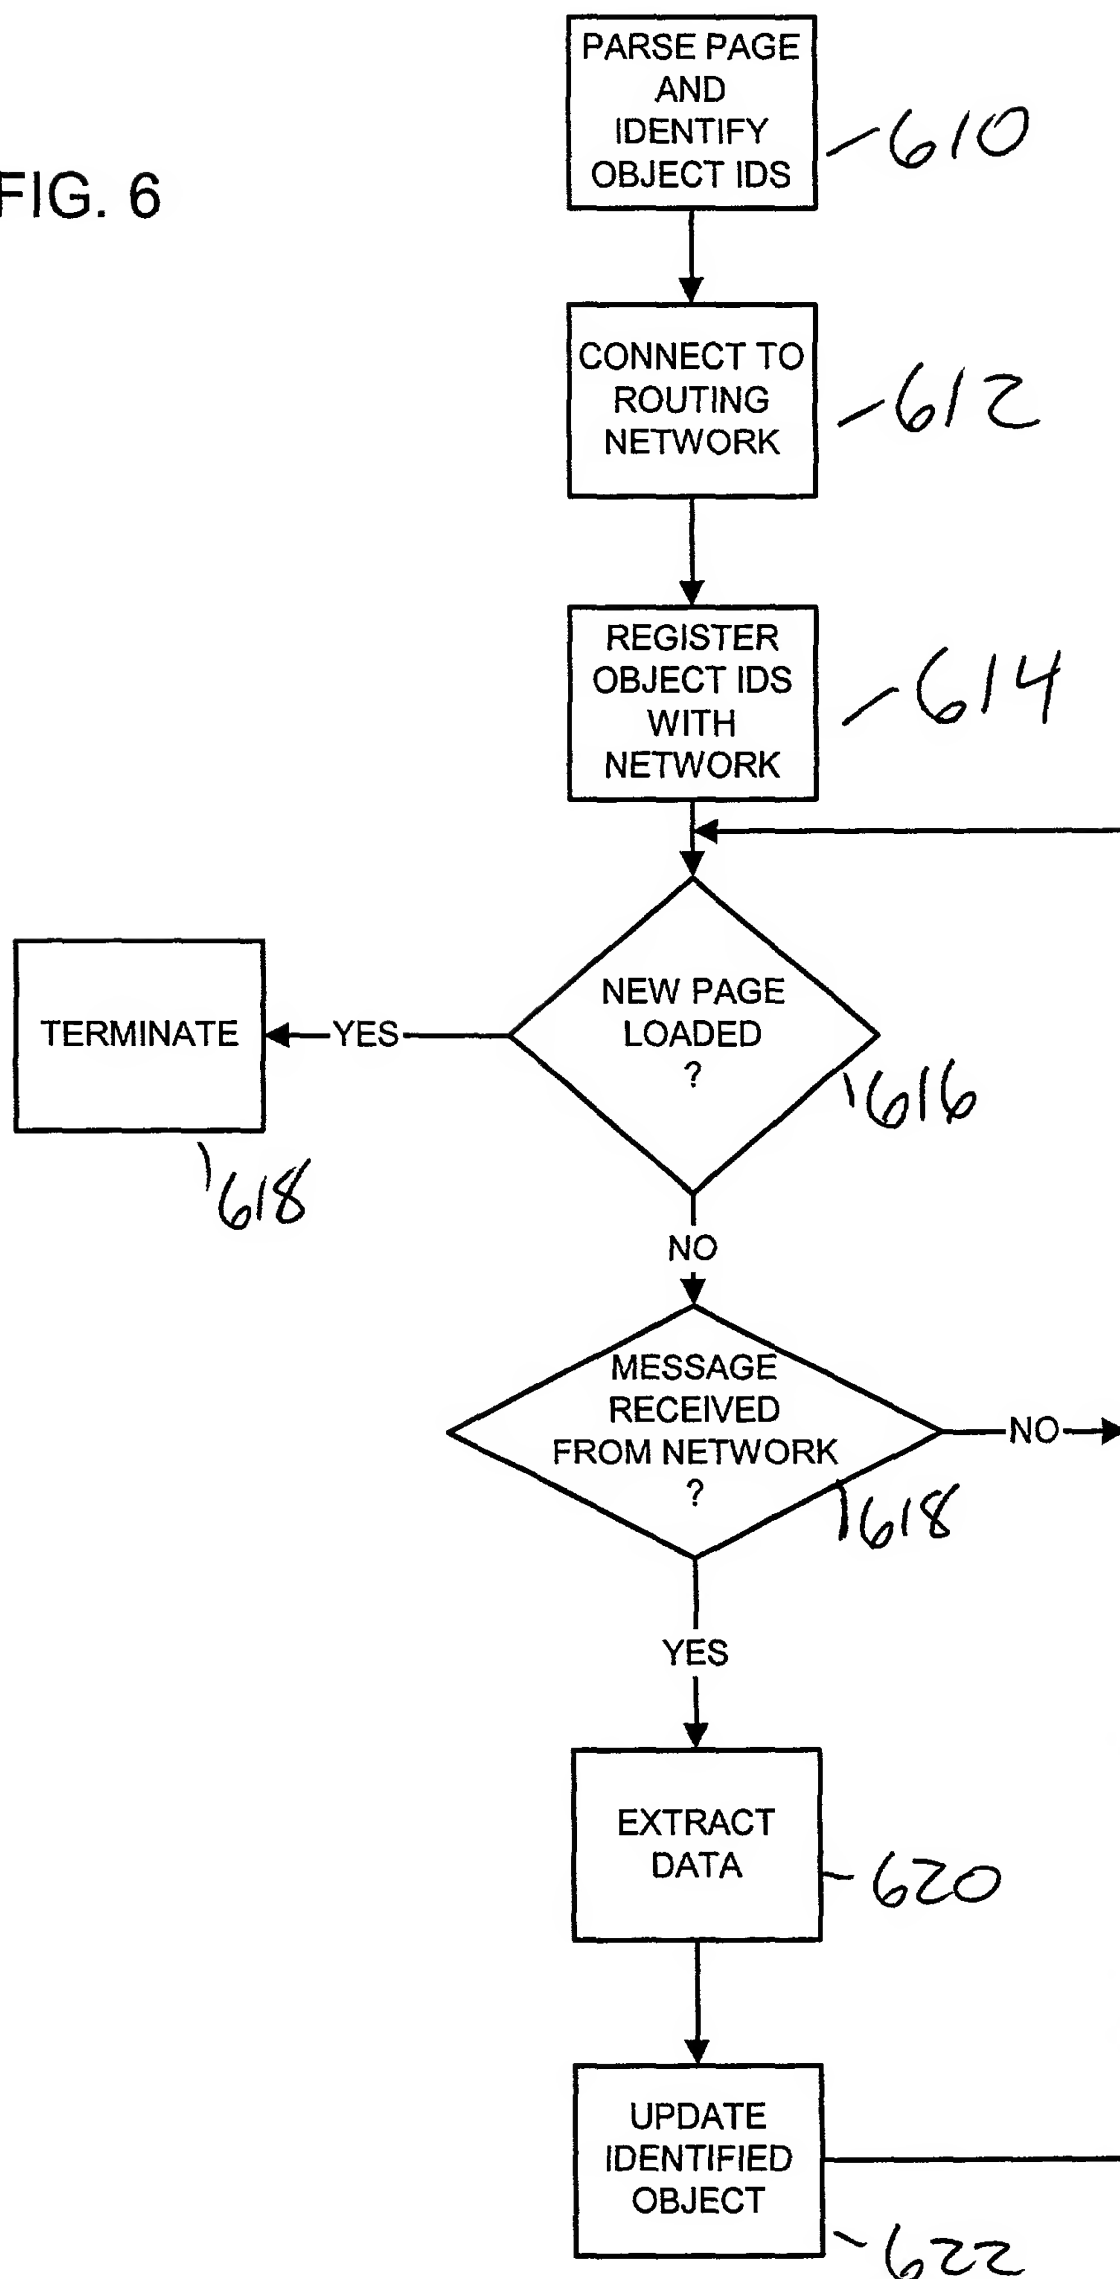 PARSE PAGE
AND
IDENTIFY
OBJECT IDS
610
FIG. 6
CONNECT TO
ROUTING
NETWORK
612
REGISTER
OBJECT IDS
WITH
NETWORK
614
NEW PAGE
LOADED
?
616
YES
TERMINATE
618
NO
MESSAGE
RECEIVED
FROM NETWORK
?
618
NO
YES
EXTRACT
DATA
620
UPDATE
IDENTIFIED
OBJECT
622